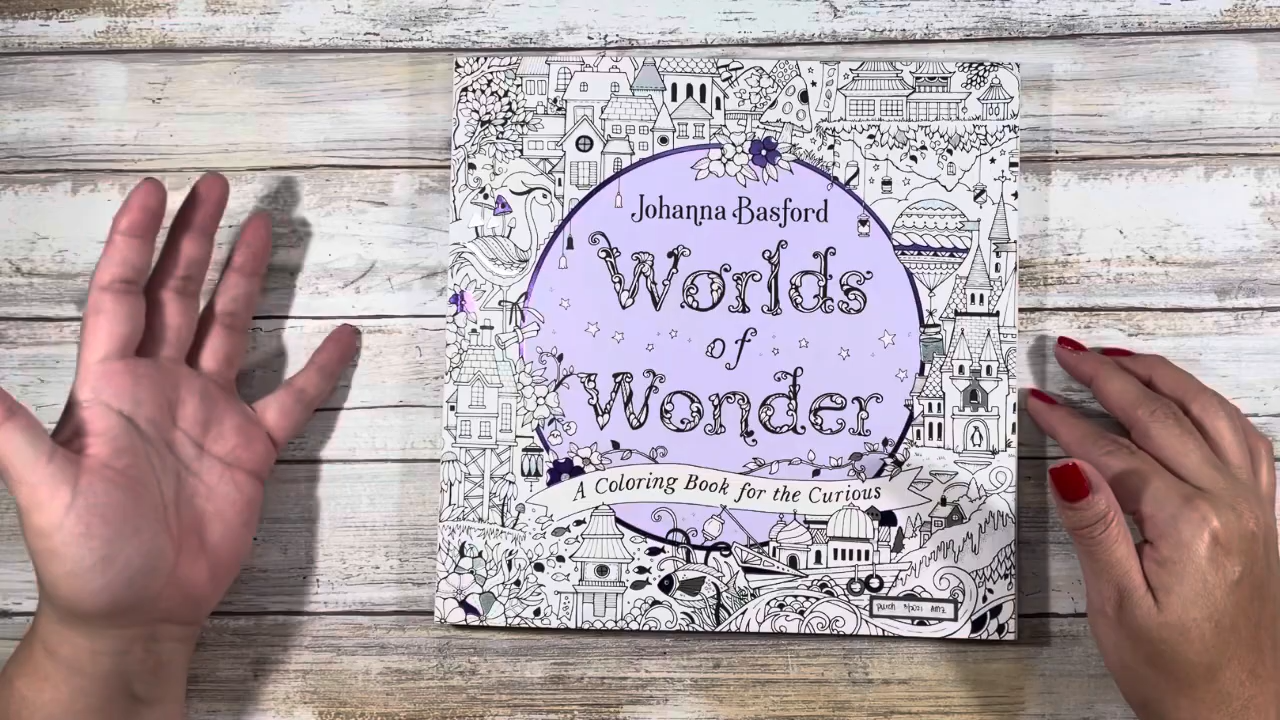 Johanna Basford
Worlds
of
Wonder
A Coloring Book for the Curious